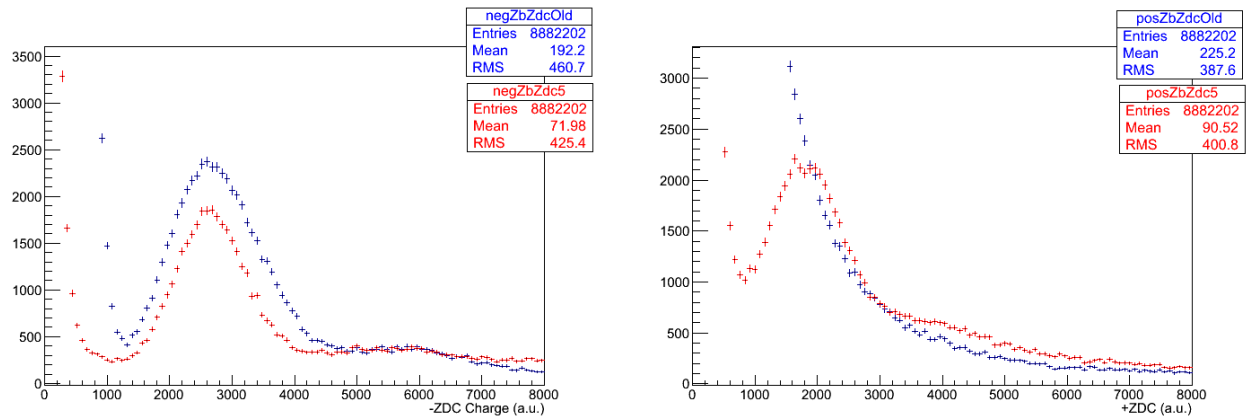 negZbZdcOld
Entries 8882202
Mean 192.2
RMS 460.7
negZbZdc5
Entries 8882202
Mean 71.98
RMS 425.4
3500
3000
2500
2000
1500
1000
500
0
0 1000 2000 3000 4000 5000 6000 7000 8000
-ZDC Charge (a.u.)
posZbZdcOld
Entries 8882202
Mean 225.2
RMS 387.6
posZbZdc5
Entries 8882202
Mean 90.52
RMS 400.8
3000
2500
2000
1500
1000
500
0
0 1000 2000 3000 4000 5000 6000 7000 8000
+ZDC (a.u.)